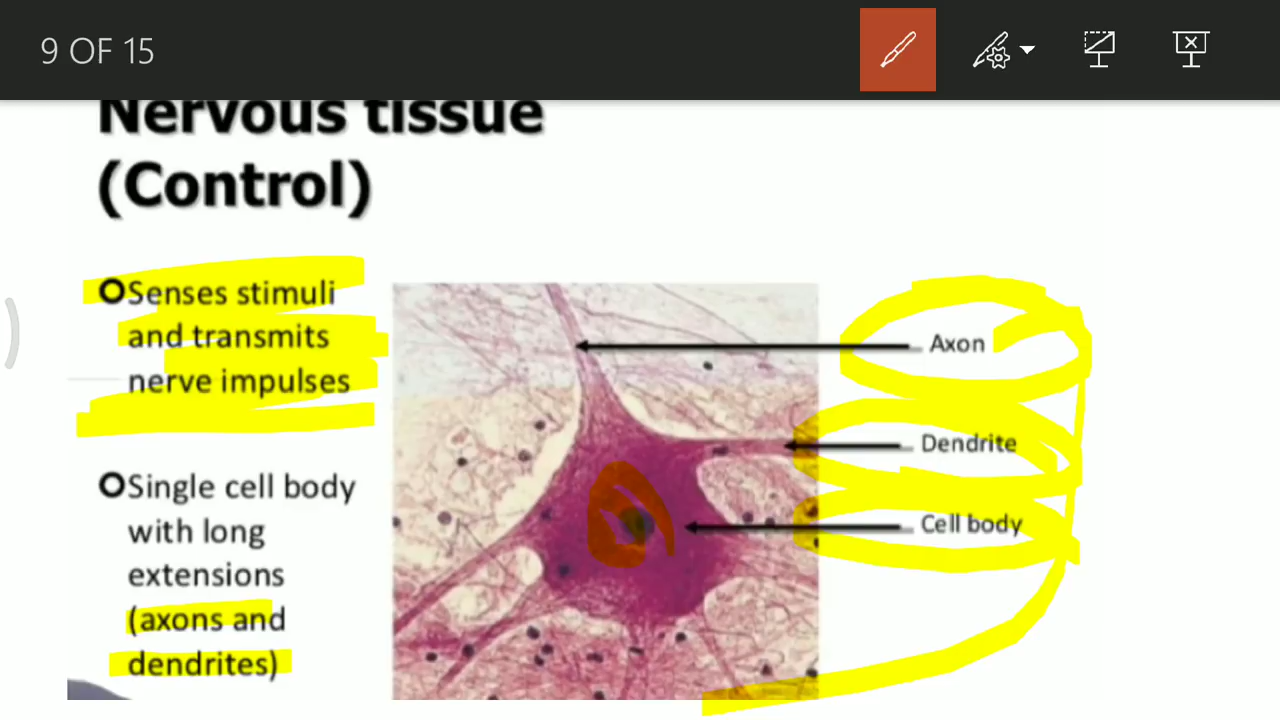 9 OF 15
Nervous tissue
(Control)
Senses stimuli
and transmits
nerve impulses
Single cell body
with long
extensions
(axons and
dendrites)
Axon
Dendrite
Cell body